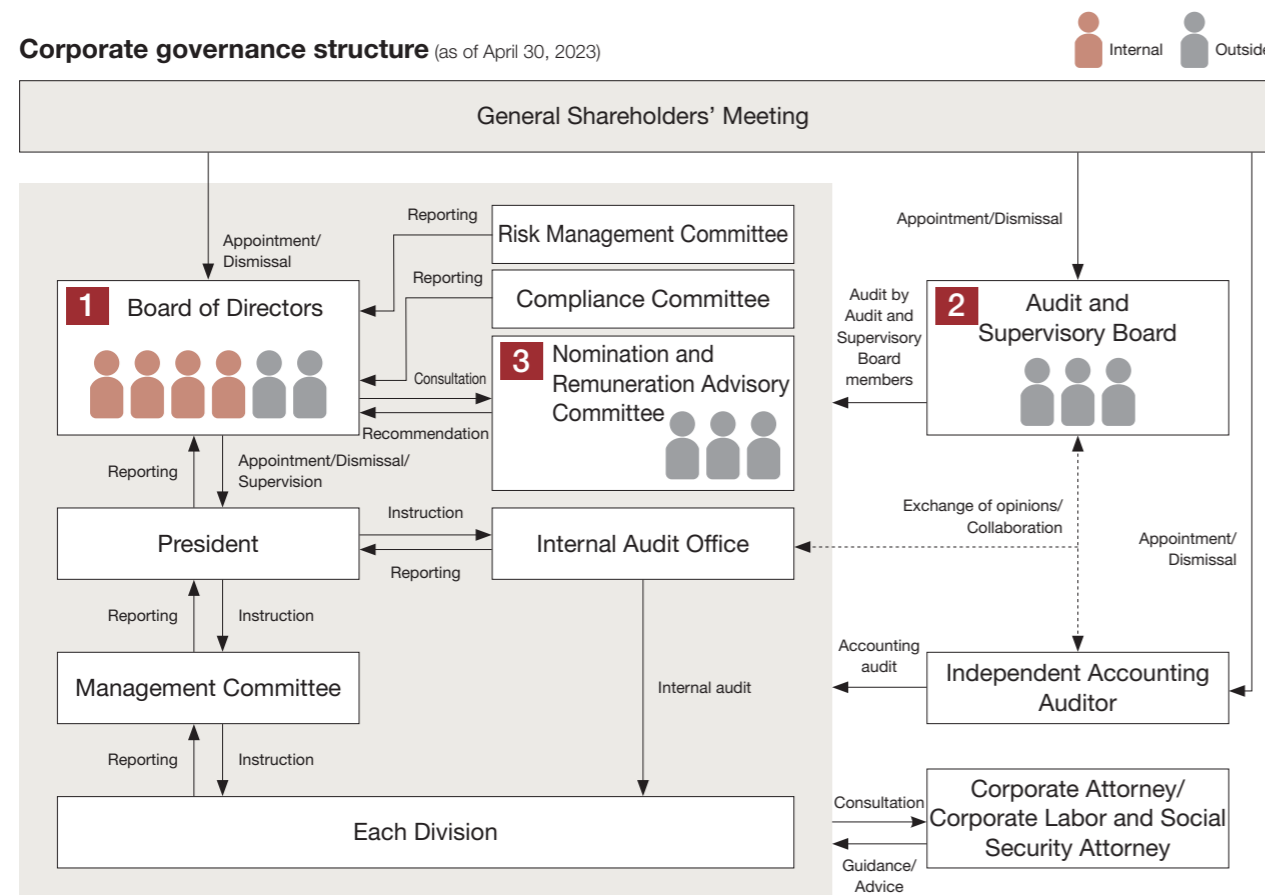 Corporate governance structure (as of April 30, 2023)
Internal
Outside
General Shareholders' Meeting
Appointment/
Dismissal
Reporting
Risk Management Committee
Appointment/Dismissal
Reporting
Compliance Committee
1 Board of Directors
Audit by
Audit and
Supervisory
Board
members
2 Audit and
Supervisory Board
Consultation
Recommendation
3 Nomination and
Remuneration Advisory
Committee
Reporting
Appointment/Dismissal/
Supervision
President
Instruction
Reporting
Internal Audit Office
Exchange of opinions/
Collaboration
Appointment/
Dismissal
Reporting
Instruction
Management Committee
Internal audit
Accounting
audit
Independent Accounting
Auditor
Reporting
Instruction
Each Division
Consultation
Guidance/
Advice
Corporate Attorney/
Corporate Labor and Social
Security Attorney